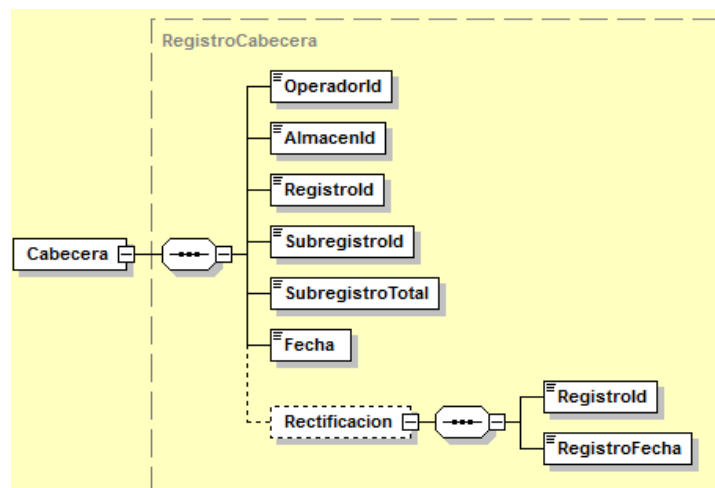 RegistroCabecera
OperadorId
AlmacenId
RegistroId
SubregistroId
Cabecera
SubregistroTotal
Fecha
Rectificacion
RegistroId
RegistroFecha